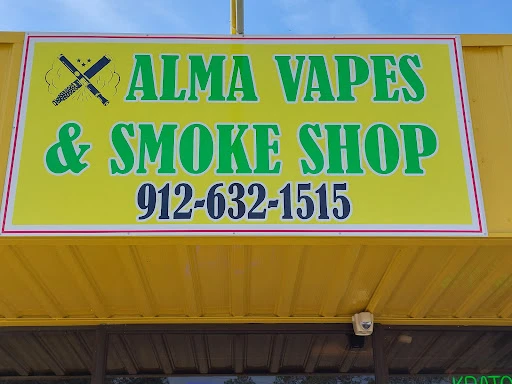 ALMA VAPES
& SMOKE SHOP
912-632-1515